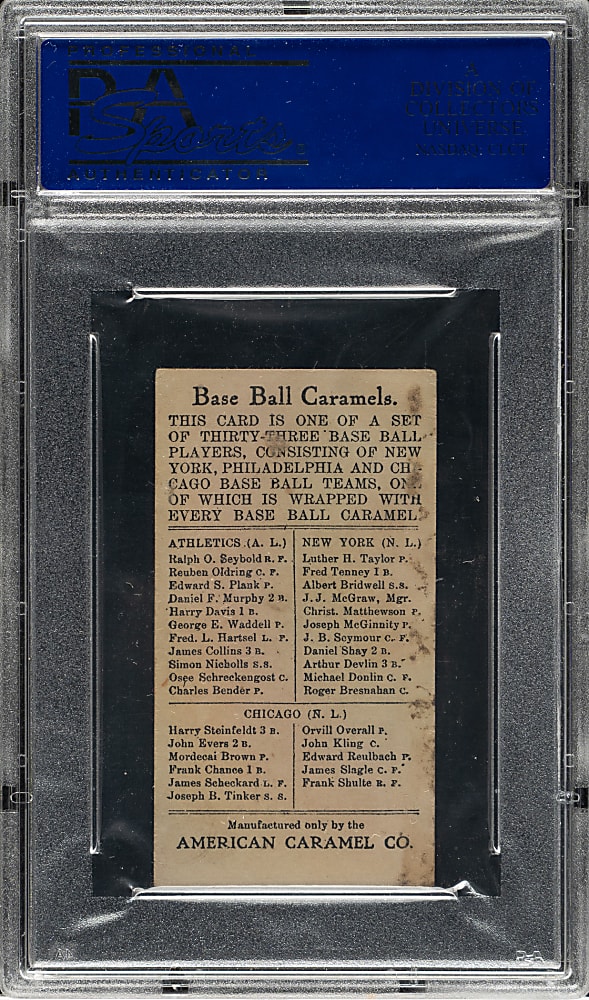 PROFESSIONAL
PSA
Sports
AUTHENTICATOR
A
DIVISION OF
COLLECTORS
UNIVERSE
NASDAQ: CLCT
Base Ball Caramels.
THIS CARD IS ONE OF A SET
OF THIRTY-THREE BASE BALL
PLAYERS, CONSISTING OF NEW
YORK, PHILADELPHIA AND CHI-
CAGO BASE BALL TEAMS, ONE
OF WHICH IS WRAPPED WITH
EVERY BASE BALL CARAMEL.
ATHLETICS (A. L.)
Ralph O. Seybold R. F.
Reuben Oldring C. F.
Edward S. Plank P.
Daniel F. Murphy 2 B.
Harry Davis 1 B.
George E. Waddell P.
Fred. L. Hartsel L. F.
James Collins 3 B.
Simon Nicholls S.S.
Osee Schreckengost C.
Charles Bender P.
NEW YORK (N. L.)
Luther H. Taylor P.
Fred Tenney 1 B.
Albert Bridwell S.S.
J. J. McGraw, Mgr.
Christ. Matthewson P.
Joseph McGinnity P.
J. B. Seymour C. F.
Daniel Shay 2 B.
Arthur Devlin 3 B.
Michael Donlin C. F.
Roger Bresnahan C.
CHICAGO (N. L.)
Harry Steinfeldt 3 B.
John Evers 2 B.
Mordecai Brown P.
Frank Chance 1 B.
James Scheckard L. F.
Joseph B. Tinker S. S.
Orvill Overall P.
John Kling C.
Edward Reulbach P.
James Slagle C. F.
Frank Shulte R. F.
Manufactured only by the
AMERICAN CARAMEL CO.
PSA